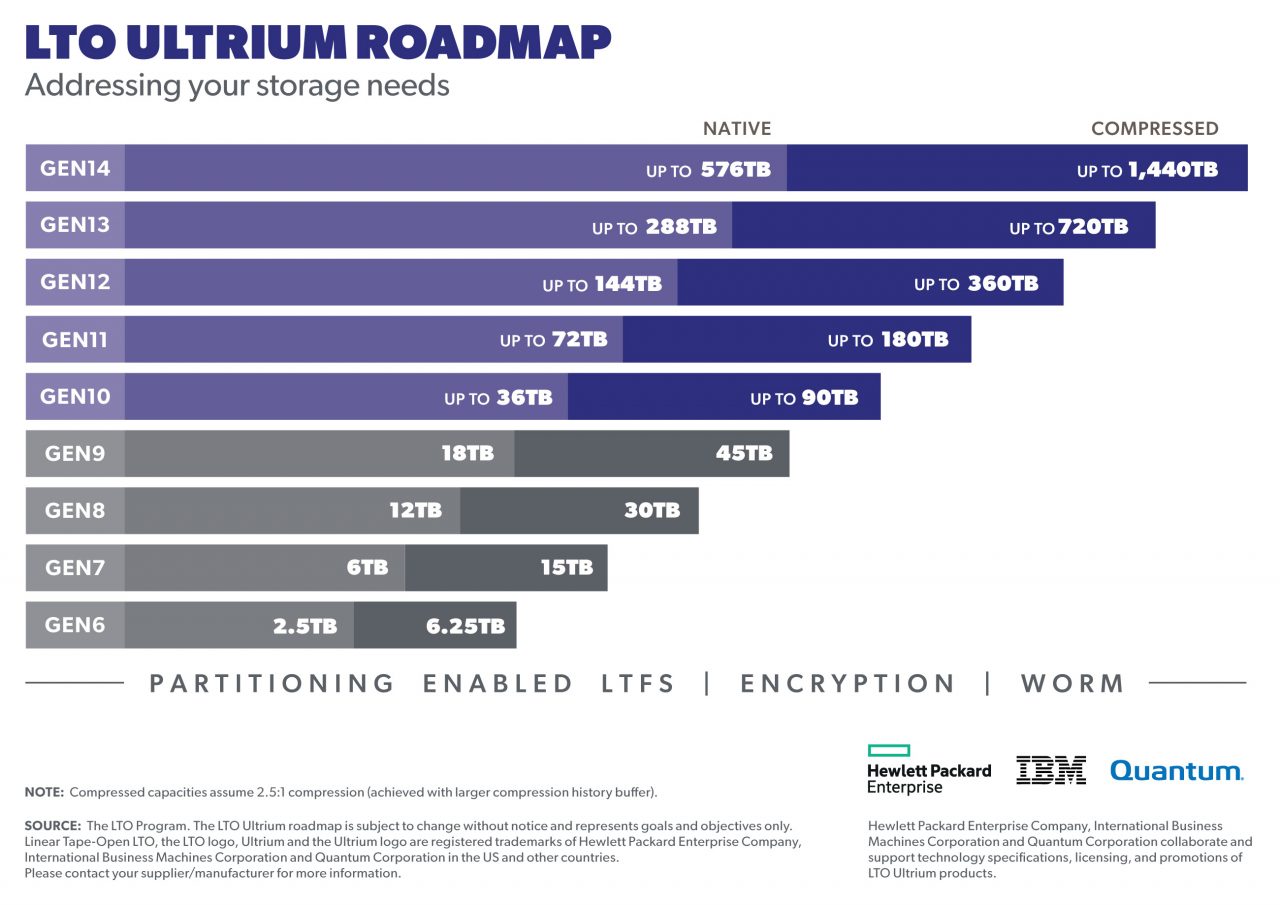 LTO ULTRIUM ROADMAP
Addressing your storage needs
NATIVE COMPRESSED
GEN14 UP TO 576TB UP TO 1,440TB
GEN13 UP TO 288TB UP TO 720TB
GEN12 UP TO 144TB UP TO 360TB
GEN11 UP TO 72TB UP TO 180TB
GEN10 UP TO 36TB UP TO 90TB
GEN9 18TB 45TB
GEN8 12TB 30TB
GEN7 6TB 15TB
GEN6 2.5TB 6.25TB
PARTITIONING ENABLED LTFS | ENCRYPTION | WORM
Hewlett Packard
Enterprise
IBM
Quantum.
NOTE: Compressed capacities assume 2.5:1 compression (achieved with larger compression history buffer).
SOURCE: The LTO Program. The LTO Ultrium roadmap is subject to change without notice and represents goals and objectives only.
Linear Tape-Open LTO, the LTO logo, Ultrium and the Ultrium logo are registered trademarks of Hewlett Packard Enterprise Company,
International Business Machines Corporation and Quantum Corporation in the US and other countries.
Please contact your supplier/manufacturer for more information.
Hewlett Packard Enterprise Company, International Business
Machines Corporation and Quantum Corporation collaborate and
support technology specifications, licensing, and promotions of
LTO Ultrium products.